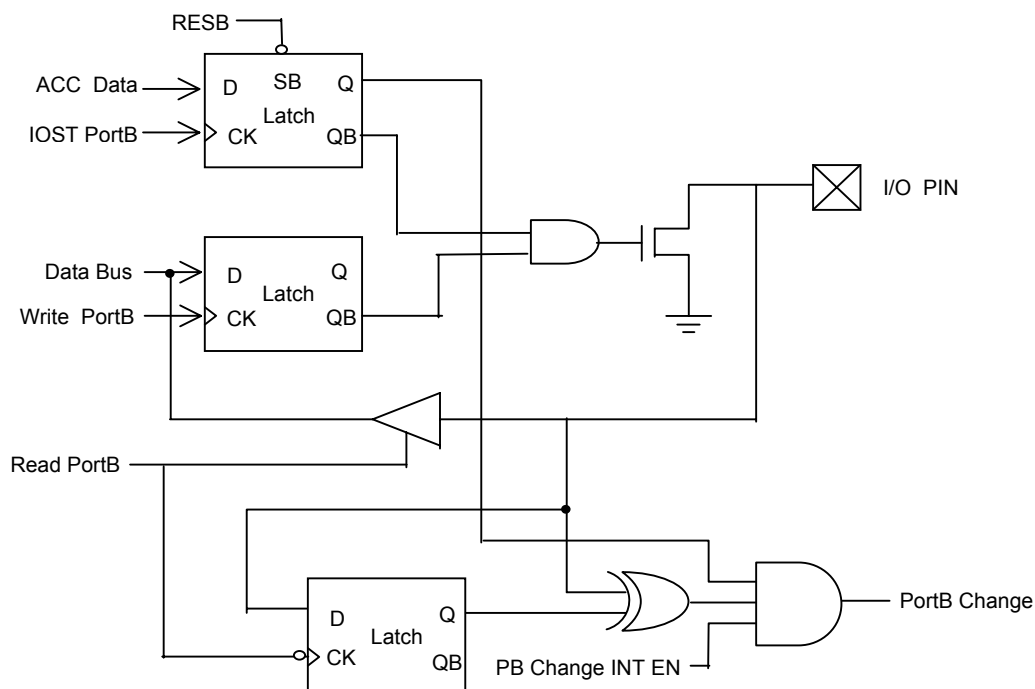 RESB
ACC Data
D
SB
Q
Latch
IOST PortB
CK
QB
I/O PIN
Data Bus
D
Q
Latch
Write PortB
CK
QB
Read PortB
D
Q
Latch
CK
QB
PortB Change
PB Change INT EN